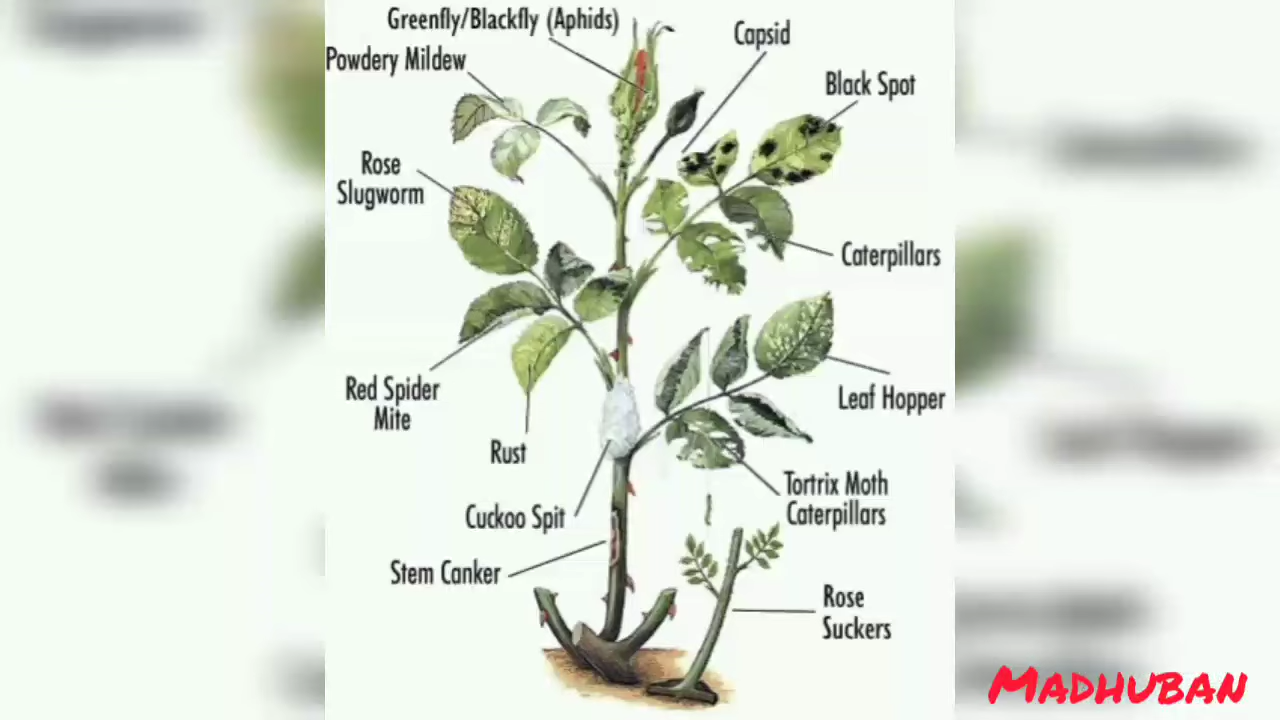 Greenfly/Blackfly (Aphids)
Capsid
Powdery Mildew
Black Spot
Rose
Slugworm
Caterpillars
Red Spider
Mite
Leaf Hopper
Rust
Tortrix Moth
Caterpillars
Cuckoo Spit
Stem Canker
Rose
Suckers
MADHUBAN